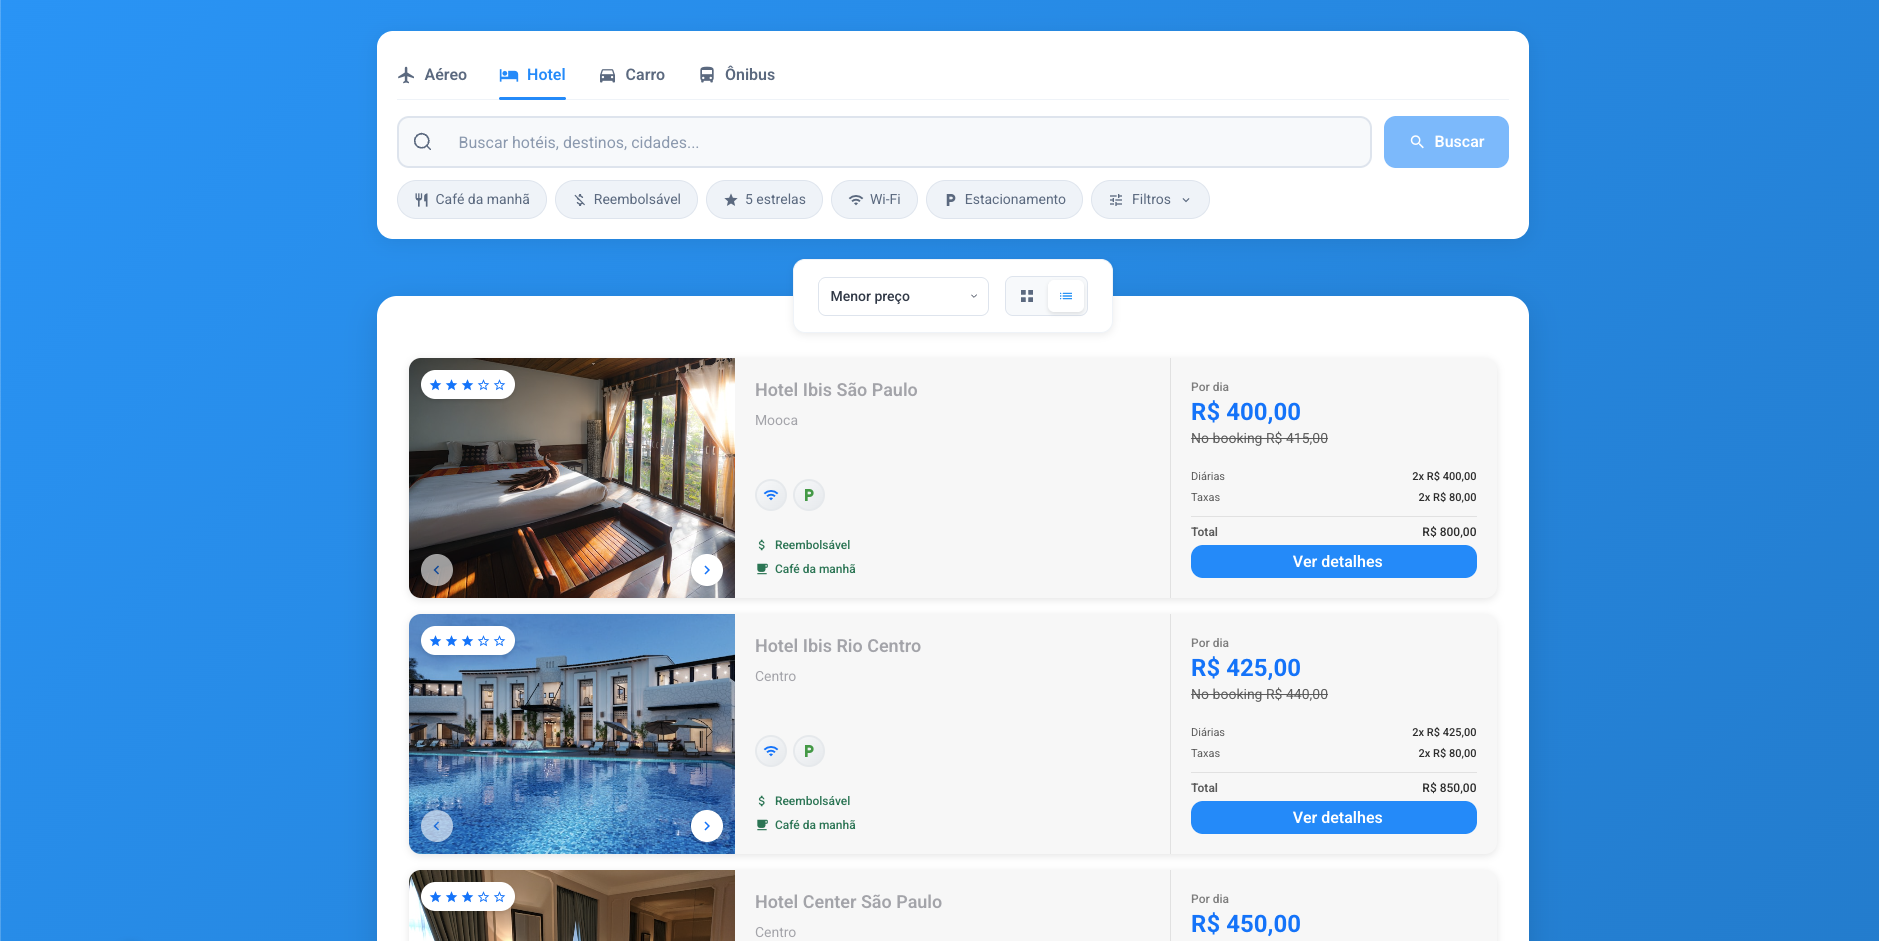 Aéreo
Hotel
Carro
Ônibus
Buscar hotéis, destinos, cidades...
Buscar
Café da manhã
Reembolsável
5 estrelas
Wi-Fi
P Estacionamento
Filtros
Menor preço
Hotel Ibis São Paulo
Mooca
P
$ Reembolsável
Café da manhã
Por dia
R$ 400,00
No booking R$ 415,00
Diárias 2x R$ 400,00
Taxas 2x R$ 80,00
Total R$ 800,00
Ver detalhes
Hotel Ibis Rio Centro
Centro
P
$ Reembolsável
Café da manhã
Por dia
R$ 425,00
No booking R$ 440,00
Diárias 2x R$ 425,00
Taxas 2x R$ 80,00
Total R$ 850,00
Ver detalhes
Hotel Center São Paulo
Centro
Por dia
R$ 450,00